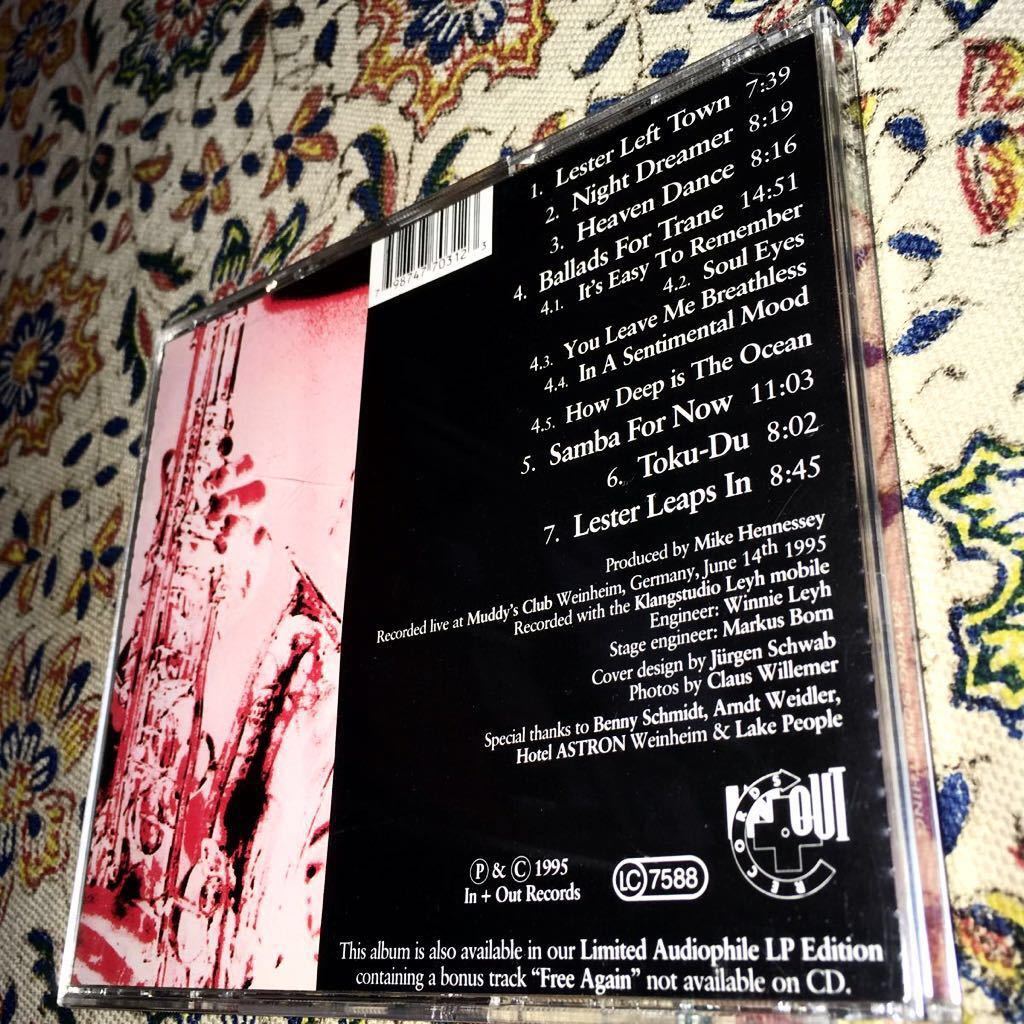 1. Lester Left Town 7:39
2. Night Dreamer 8:19
3. Heaven Dance 8:16
4. Ballads For Trane 14:51
4.1. It's Easy To Remember
4.2. Soul Eyes
4.3. You Leave Me Breathless
4.4. In A Sentimental Mood
4.5. How Deep is The Ocean
5. Samba For Now 11:03
6. Toku-Du 8:02
7. Lester Leaps In 8:45
7 98747 70312 3
Produced by Mike Hennessey
Recorded live at Muddy's Club Weinheim, Germany, June 14th 1995
Recorded with the Klangstudio Leyh mobile
Engineer: Winnie Leyh
Stage engineer: Markus Born
Cover design by Jürgen Schwab
Photos by Claus Willemer
Special thanks to Benny Schmidt, Arndt Weidler,
Hotel ASTRON Weinheim & Lake People
IN+OUT
RECORDS
Ⓟ & © 1995
In + Out Records
LC 7588
This album is also available in our Limited Audiophile LP Edition
containing a bonus track “Free Again” not available on CD.